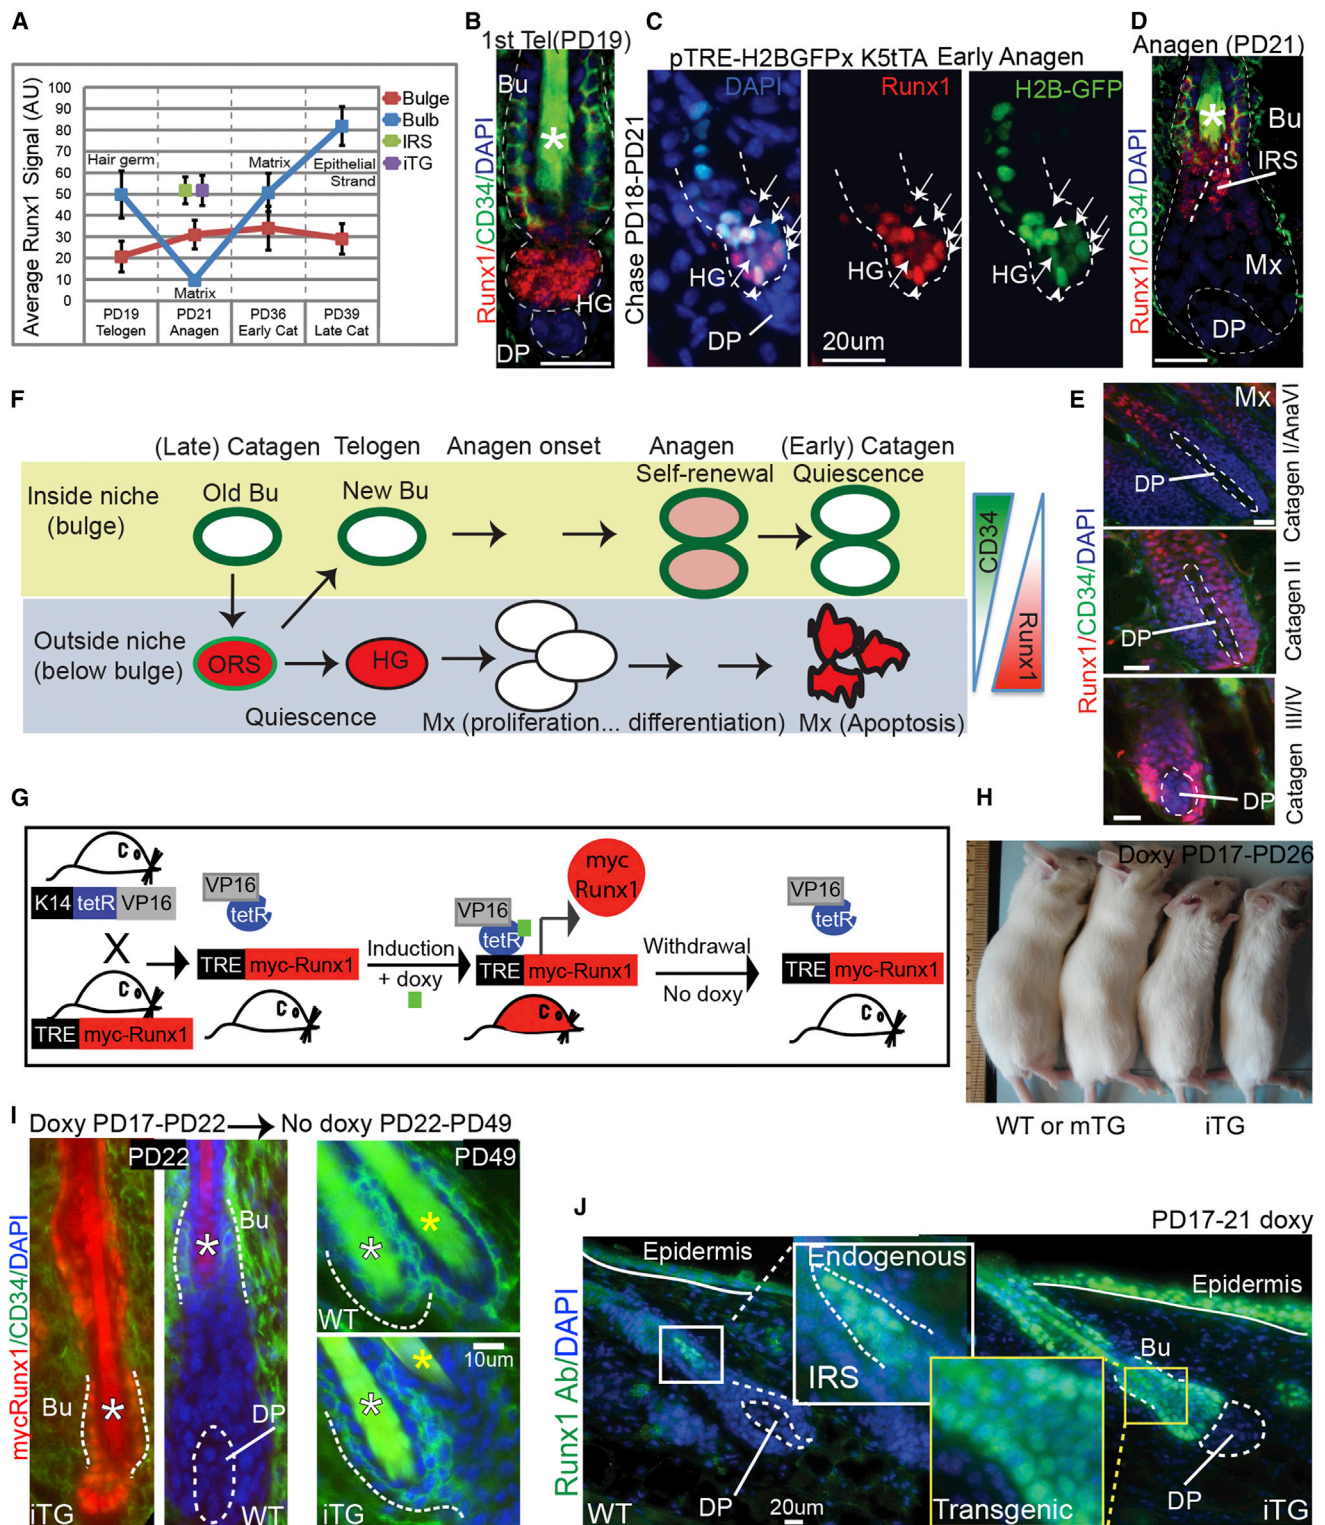 A
Average Runx1 Signal (AU)
100
90
80
70
60
50
40
30
20
10
0
Hair germ
Matrix
Matrix
Epithelial
Strand
Bulge
Bulb
IRS
iTG
PD19
Telogen
PD21
Anagen
PD36
Early Cat
PD39
Late Cat
B
1st Tel(PD19)
Runx1/CD34/DAPI
Bu
*
HG
DP
C
pTRE-H2BGFPx K5tTA Early Anagen
Chase PD18-PD21
DAPI
HG
DP
Runx1
HG
20um
H2B-GFP
HG
D
Anagen (PD21)
Runx1/CD34/DAPI
*
Bu
IRS
Mx
DP
F
(Late) Catagen
Telogen
Anagen onset
Anagen
(Early) Catagen
Inside niche
(bulge)
Old Bu
New Bu
Self-renewal
Quiescence
Outside niche
(below bulge)
ORS
HG
Quiescence
Mx (proliferation... differentiation)
Mx (Apoptosis)
CD34
Runx1
E
Runx1/CD34/DAPI
Mx
DP
Catagen I/AnaVI
DP
Catagen II
DP
Catagen III/IV
G
K14 tetR VP16
X
TRE myc-Runx1
VP16
tetR
TRE myc-Runx1
Induction
+ doxy
VP16
tetR
myc
Runx1
TRE myc-Runx1
Withdrawal
No doxy
VP16
tetR
TRE myc-Runx1
H
Doxy PD17-PD26
WT or mTG
iTG
I
Doxy PD17-PD22
No doxy PD22-PD49
mycRunx1/CD34/DAPI
PD22
Bu
*
iTG
Bu
*
DP
WT
PD49
*
*
WT
10um
*
*
iTG
J
PD17-21 doxy
Runx1 Ab/DAPI
Epidermis
DP
WT
20um
Endogenous
IRS
Transgenic
Epidermis
Bu
DP
iTG